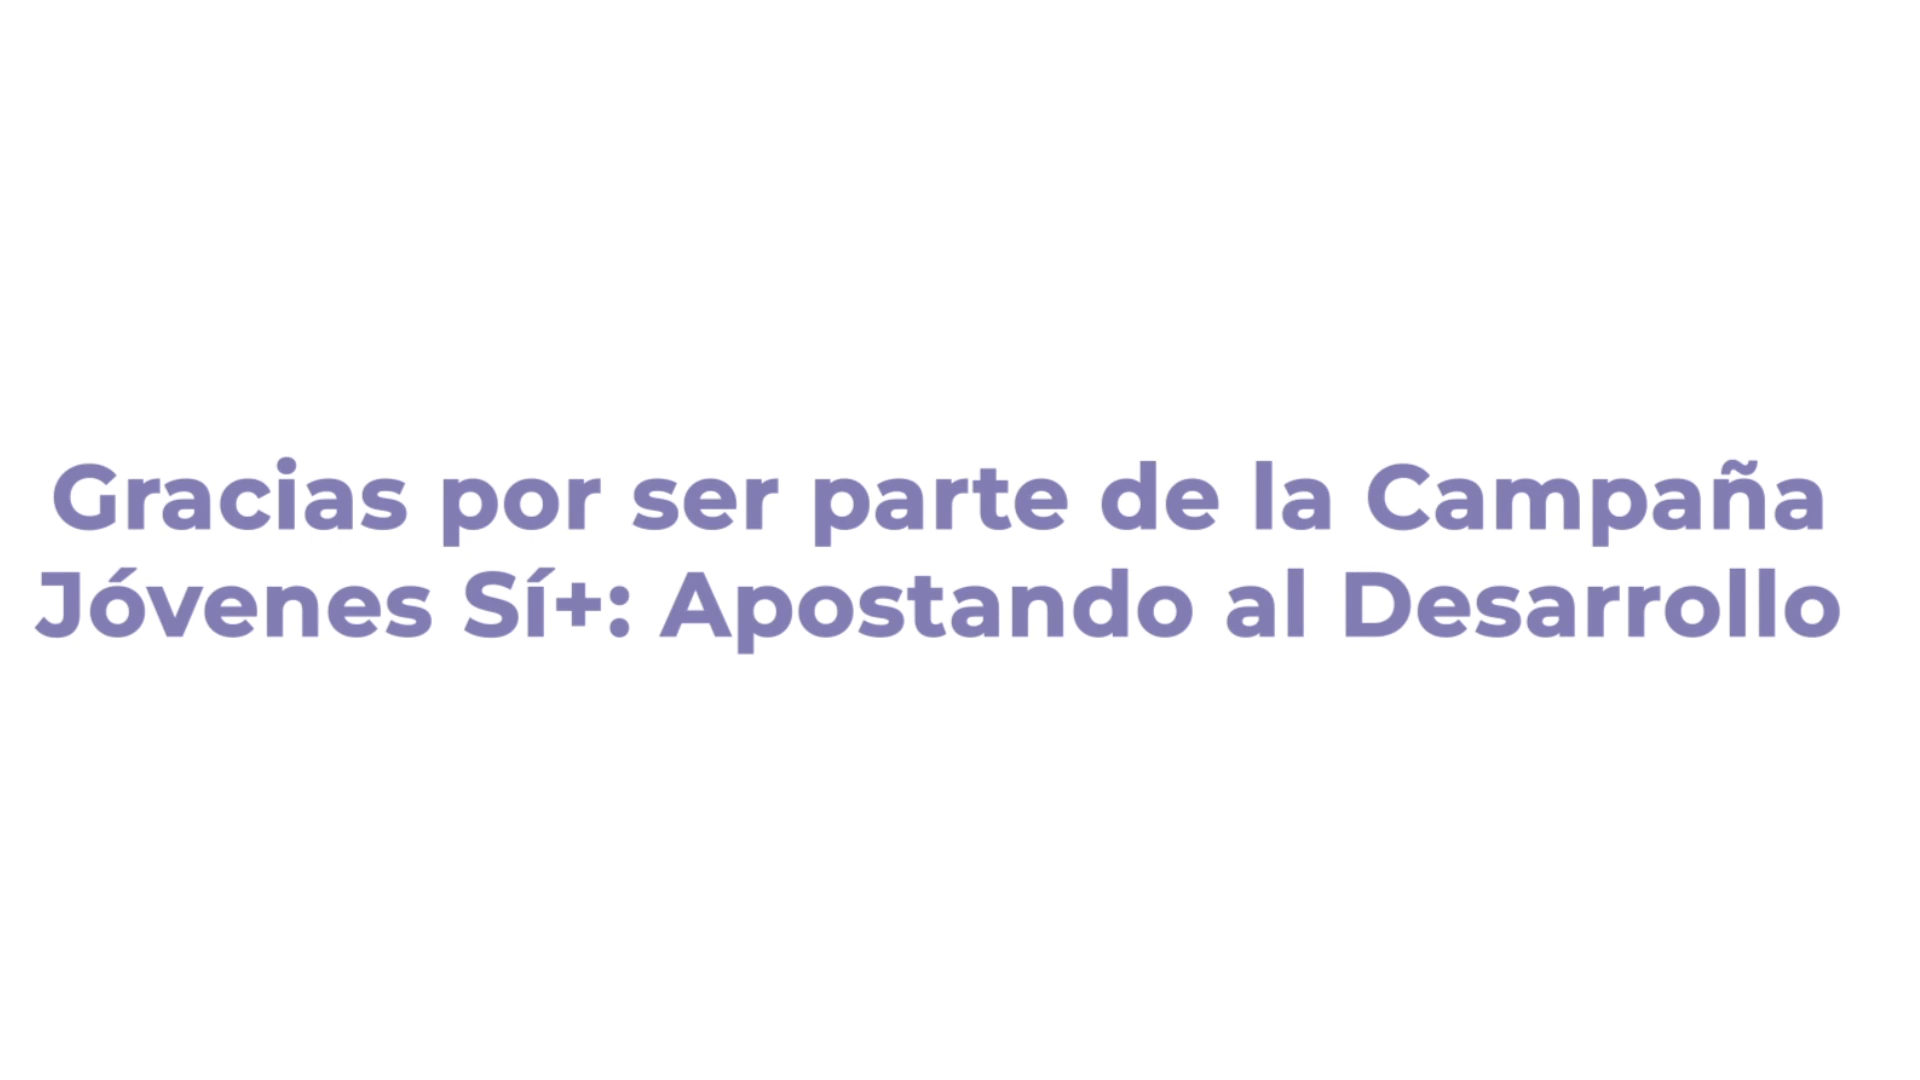 Gracias por ser parte de la Campaña
Jóvenes Sí+: Apostando al Desarrollo